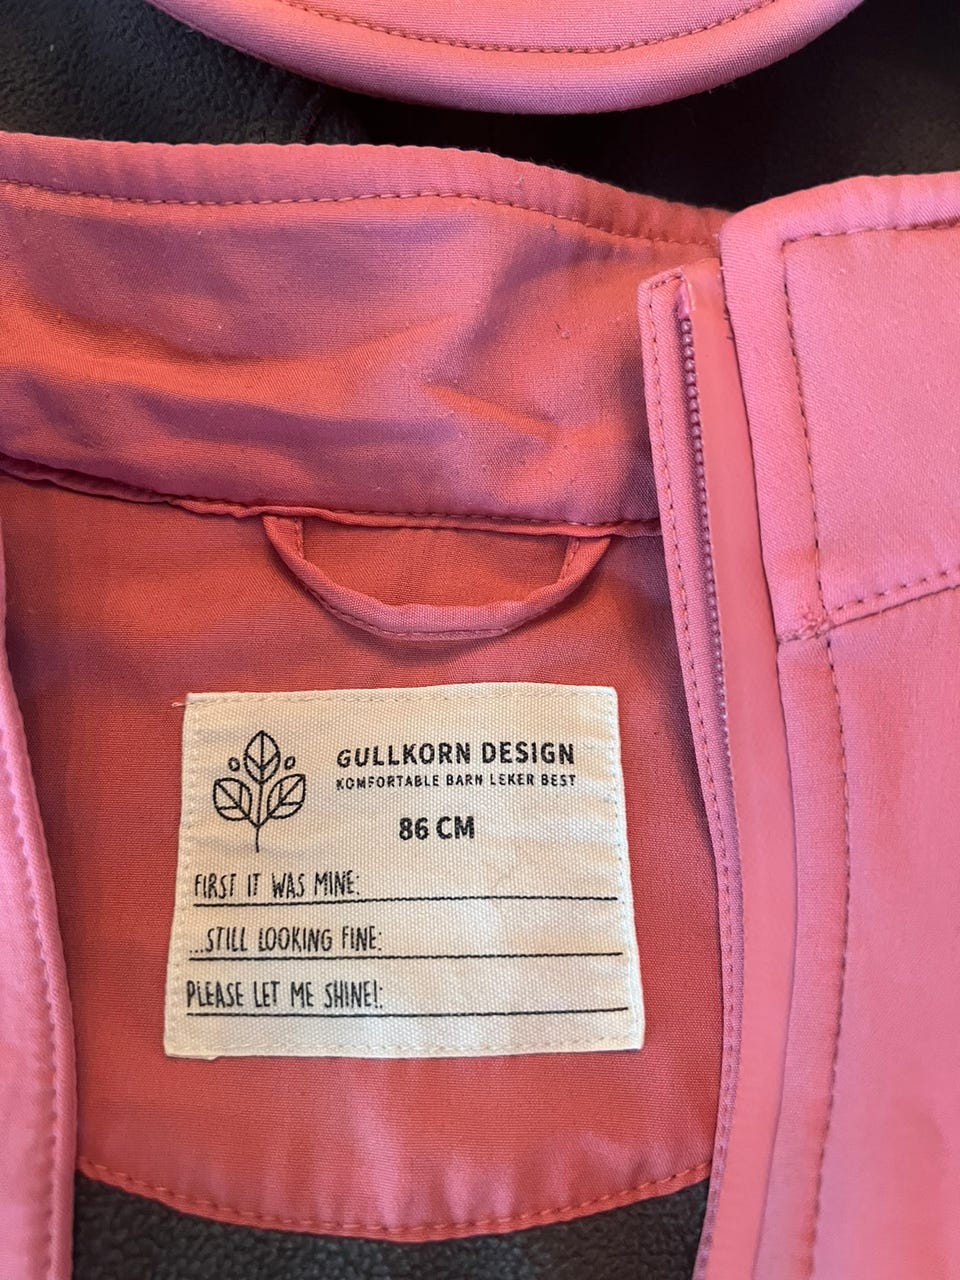 GULLKORN DESIGN
KOMFORTABLE BARN LEKER BEST
86 CM
FIRST IT WAS MINE:
...STILL LOOKING FINE:
PLEASE LET ME SHINE!: